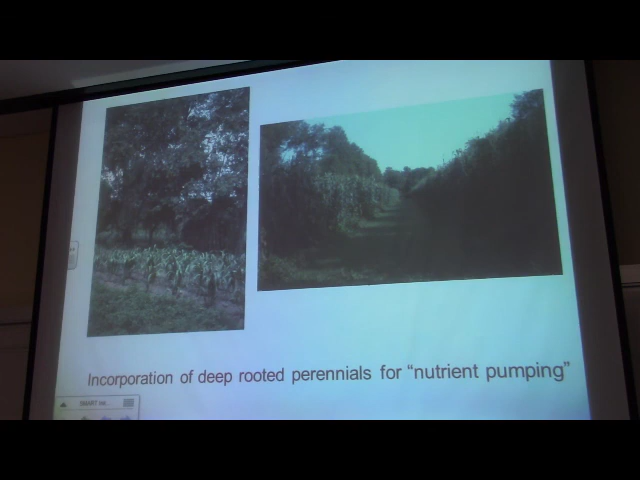 Incorporation of deep rooted perennials for “nutrient pumping”